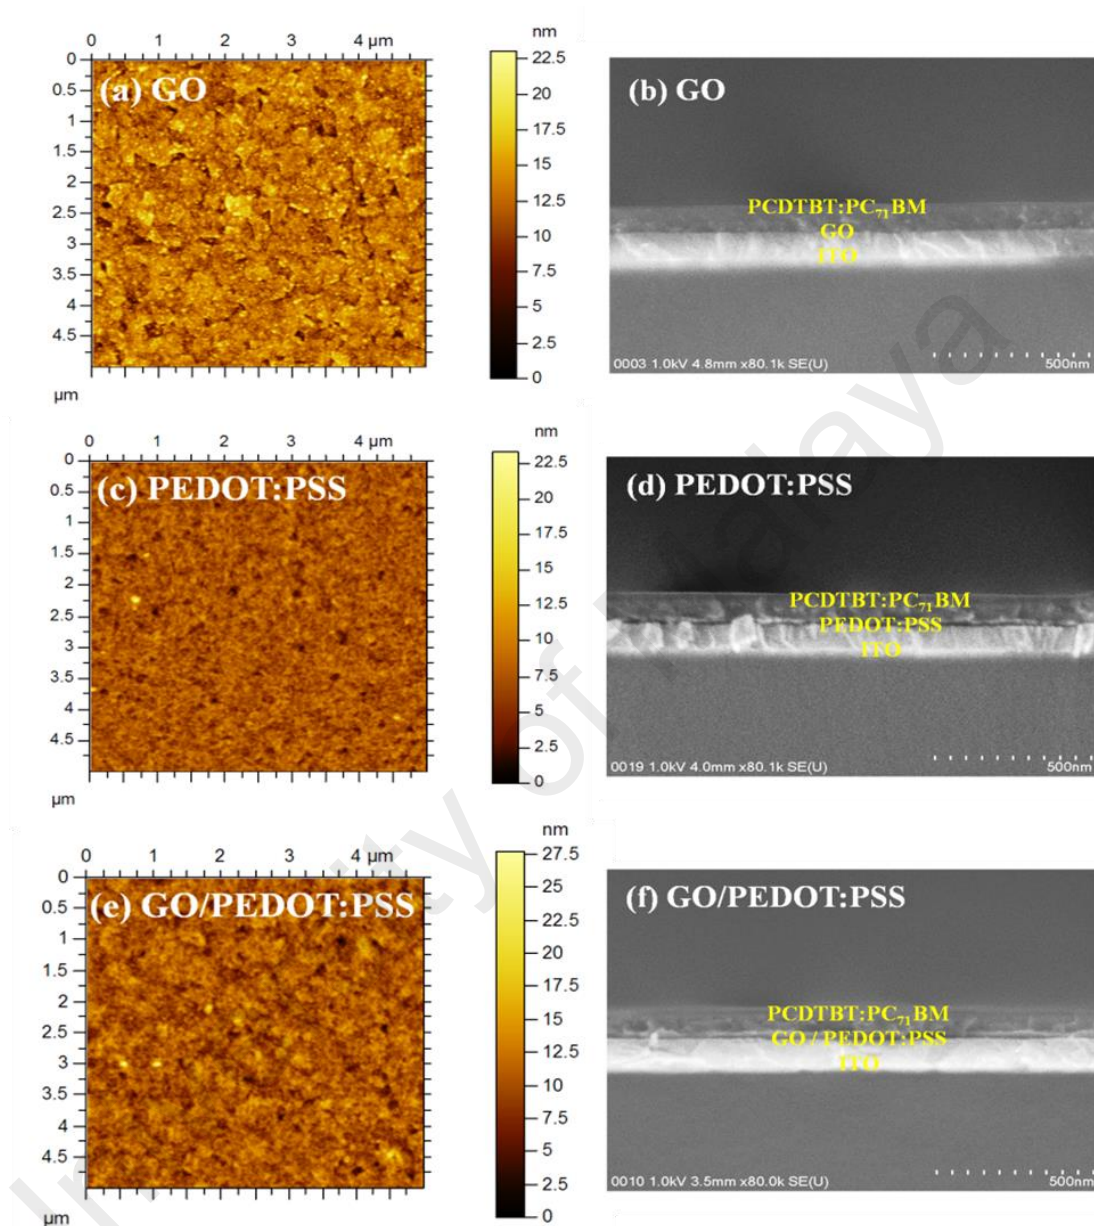 nm
0 2 4 µm
0
0.5
1
1.5
2
2.5
3
3.5
4
4.5
µm
(a) GO
22.5
20
17.5
15
12.5
10
7.5
5
2.5
0
(b) GO
PCDTBT:PC₇₁BM
GO
ITO
0003 1.0kV 4.8mm x80.1k SE(U)
500nm
nm
0 1 2 3 4 µm
0
0.5
1
1.5
2
2.5
3
3.5
4
4.5
µm
(c) PEDOT:PSS
22.5
20
17.5
15
12.5
10
7.5
5
2.5
0
(d) PEDOT:PSS
PCDTBT:PC₇₁BM
PEDOT:PSS
ITO
0019 1.0kV 4.0mm x80.1k SE(U)
500nm
nm
0 1 2 3 4 µm
0
0.5
1
1.5
2
2.5
3
3.5
4
4.5
µm
(e) GO/PEDOT:PSS
27.5
25
22.5
20
17.5
15
12.5
10
7.5
5
2.5
0
(f) GO/PEDOT:PSS
PCDTBT:PC₇₁BM
GO / PEDOT:PSS
ITO
0010 1.0kV 3.5mm x80.0k SE(U)
500nm
of Malaya